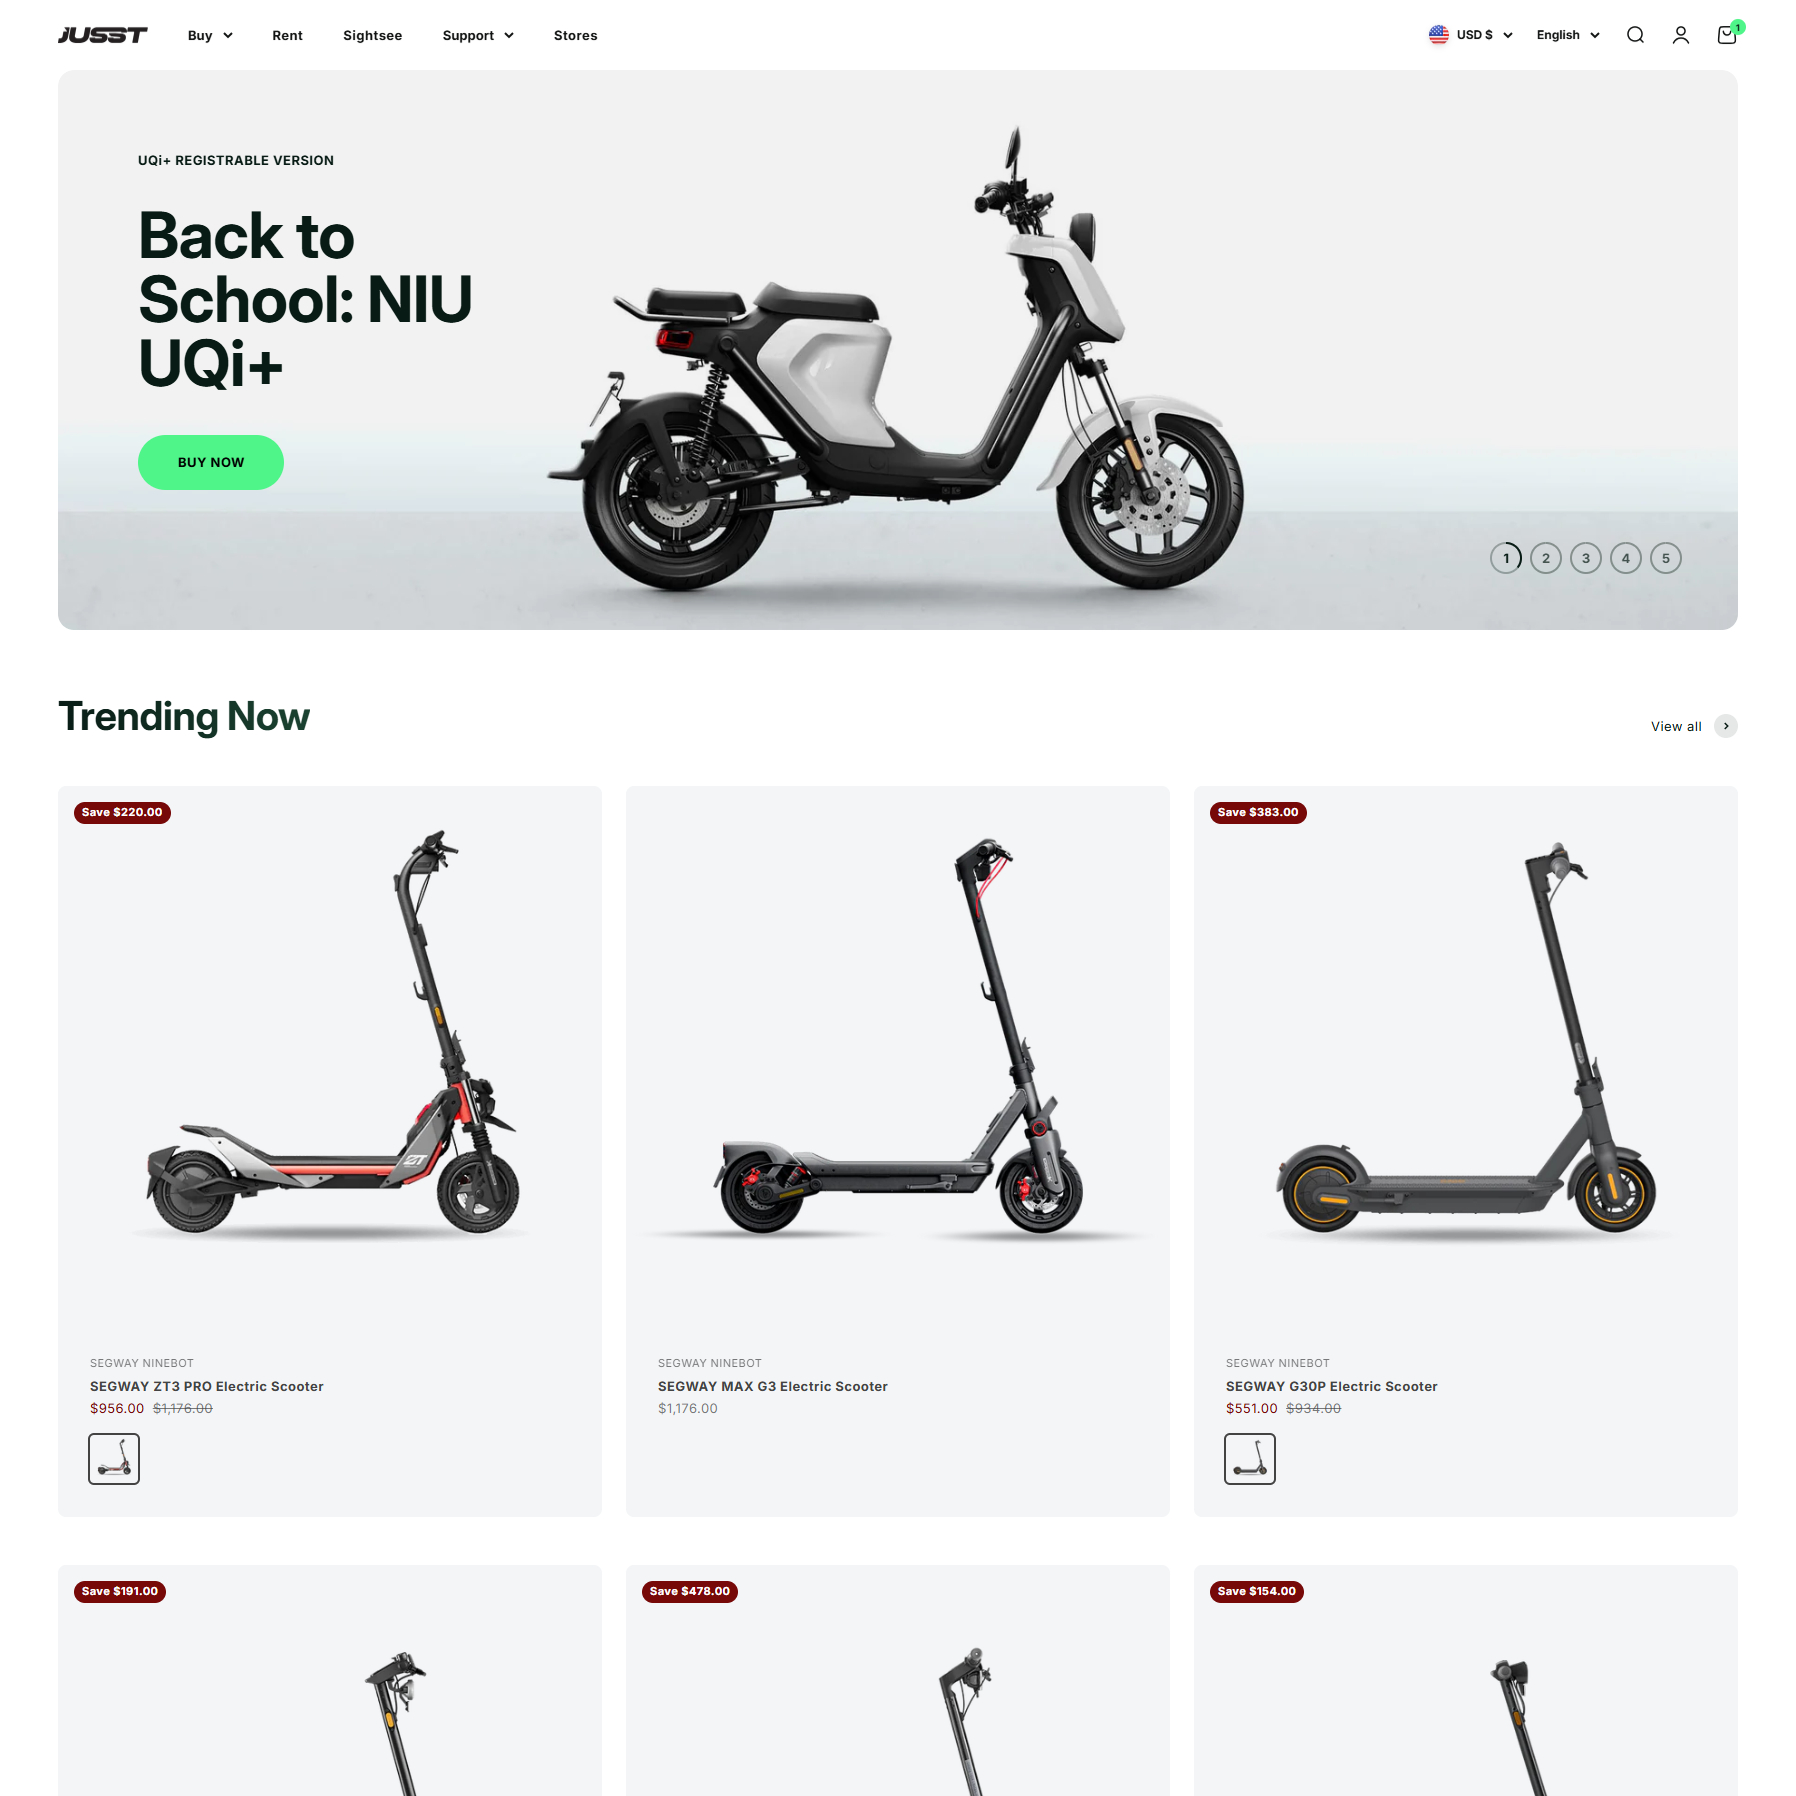 JUSST
Buy
Rent
Sightsee
Support
Stores
USD $
English
1
UQi+ REGISTRABLE VERSION
Back to
School: NIU
UQi+
BUY NOW
1 2 3 4 5
Trending Now
View all
Save $220.00
ZT
SEGWAY NINEBOT
SEGWAY ZT3 PRO Electric Scooter
$956.00 $1,176.00
SEGWAY NINEBOT
SEGWAY MAX G3 Electric Scooter
$1,176.00
Save $383.00
SEGWAY NINEBOT
SEGWAY G30P Electric Scooter
$551.00 $934.00
Save $191.00
Save $478.00
Save $154.00